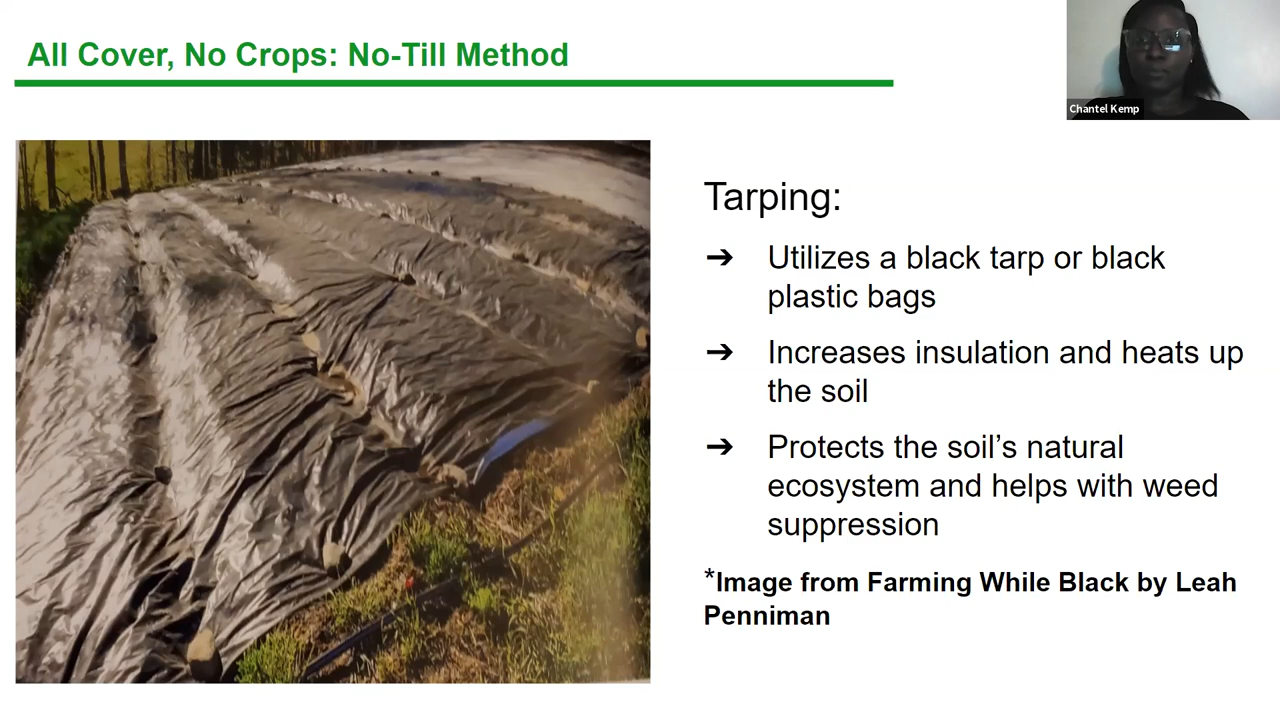 All Cover, No Crops: No-Till Method
Chantel Kemp
Tarping:
➔ Utilizes a black tarp or black
plastic bags
➔ Increases insulation and heats up
the soil
➔ Protects the soil’s natural
ecosystem and helps with weed
suppression
*Image from Farming While Black by Leah
Penniman